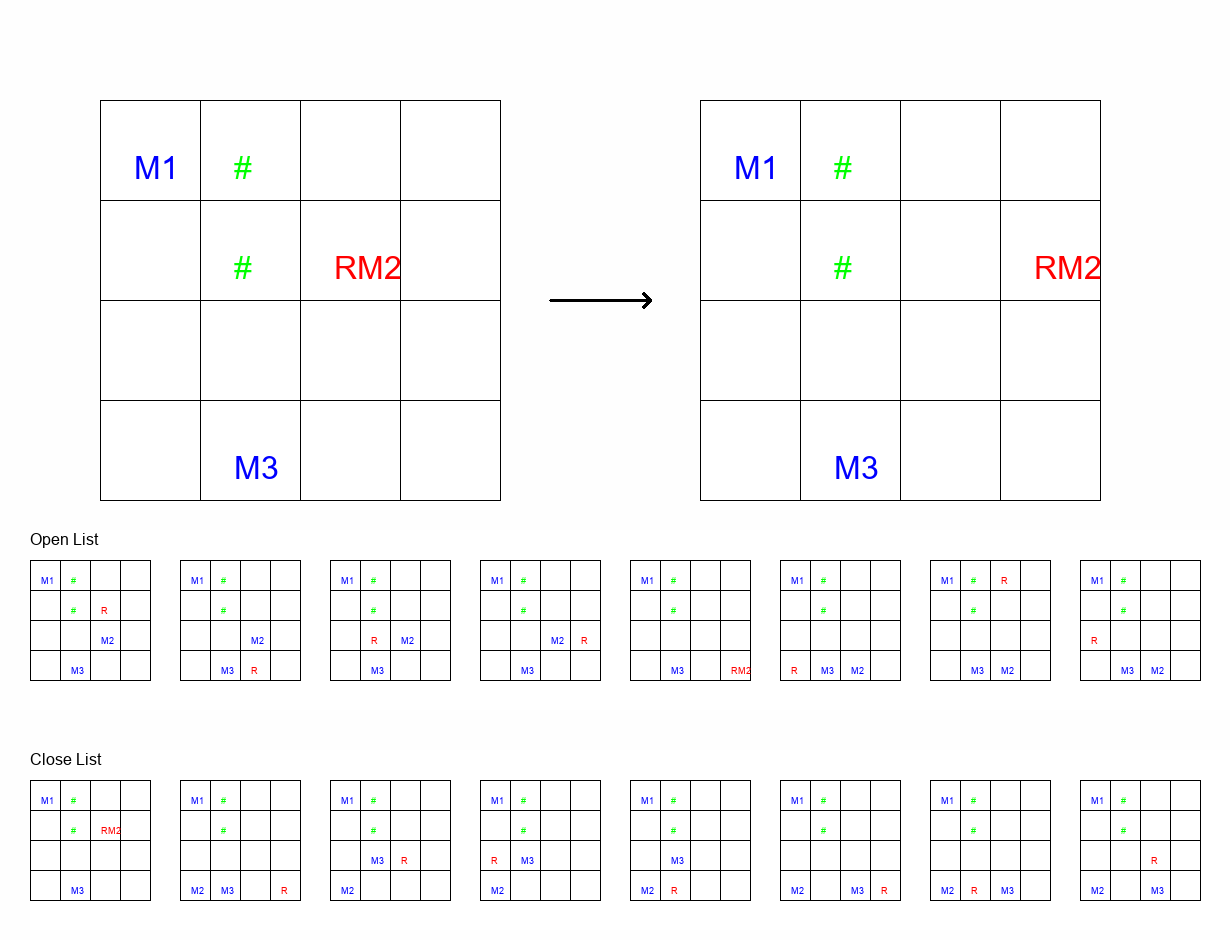 M1 # M1 #
# RM2 # RM2
M3 M3
Open List
M1 # M1 # M1 # M1 # M1 # M1 # M1 # R M1 #
# R # # # # # # #
M2 M2 R M2 M2 R R
M3 M3 R M3 M3 M3 RM2 R M3 M2 M3 M2 M3 M2
Close List
M1 # M1 # M1 # M1 # M1 # M1 # M1 # M1 #
# RM2 # # # # # # #
M3 R R M3 M3 R
M3 M2 M3 R M2 M2 M2 R M2 M3 R M2 R M3 M2 M3